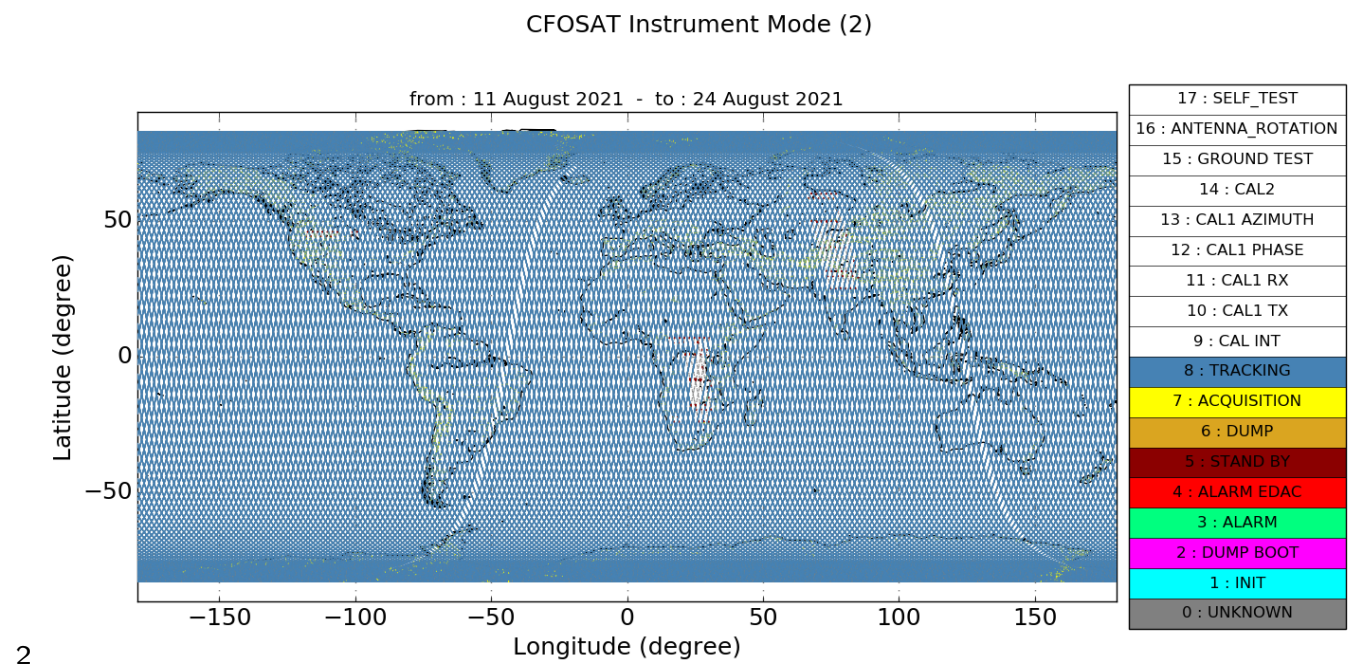 CFOSAT Instrument Mode (2)
from : 11 August 2021 - to : 24 August 2021
17 : SELF_TEST
16 : ANTENNA_ROTATION
15 : GROUND TEST
14 : CAL2
13 : CAL1 AZIMUTH
12 : CAL1 PHASE
11 : CAL1 RX
10 : CAL1 TX
9 : CAL INT
8 : TRACKING
7 : ACQUISITION
6 : DUMP
5 : STAND BY
4 : ALARM EDAC
3 : ALARM
2 : DUMP BOOT
1 : INIT
0 : UNKNOWN
Latitude (degree)
50
0
−50
−150 −100 −50 0 50 100 150
Longitude (degree)
2